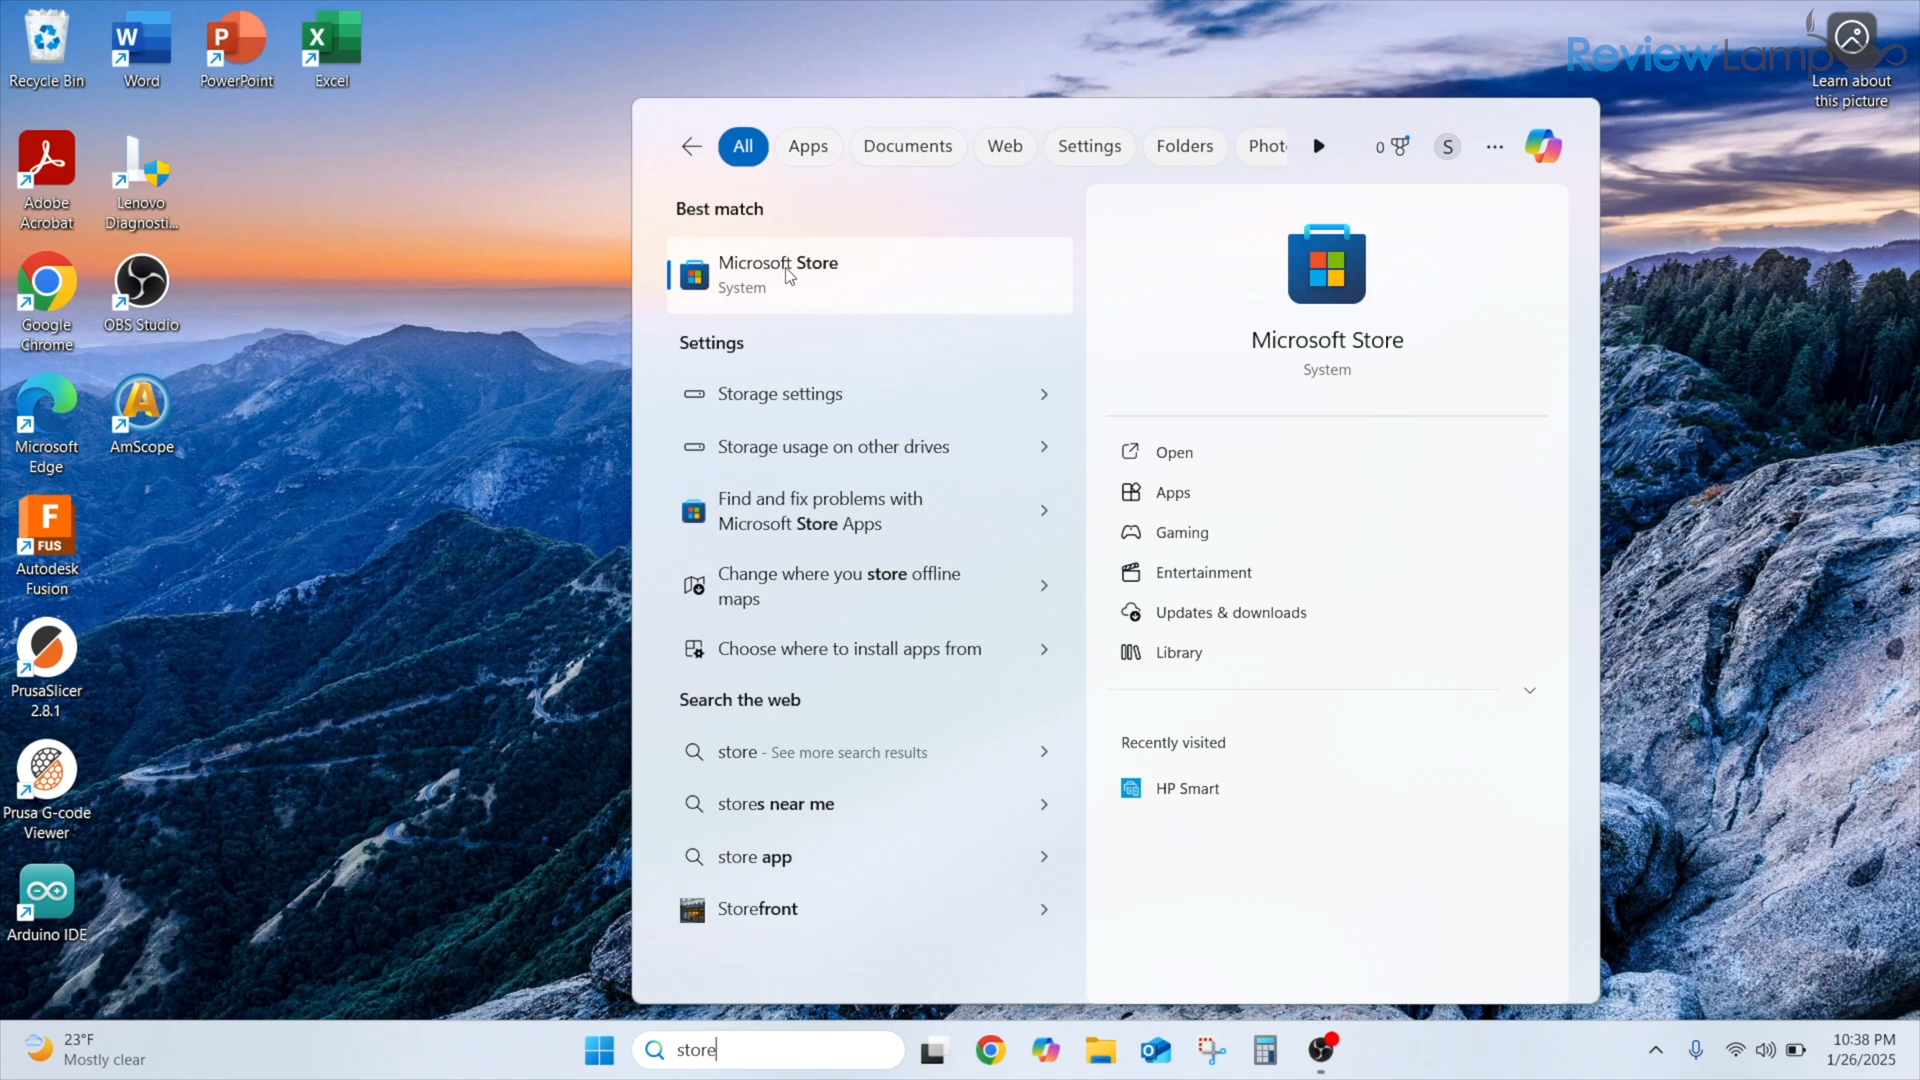 Recycle Bin
Word
PowerPoint
Excel
Adobe
Acrobat
Lenovo
Diagnosti...
Google
Chrome
OBS Studio
Microsoft
Edge
AmScope
FUS
Autodesk
Fusion
PrusaSlicer
2.8.1
Prusa G-code
Viewer
Arduino IDE
ReviewLamp
Learn about
this picture
All
Apps
Documents
Web
Settings
Folders
Phot
0
S
Best match
Microsoft Store
System
Settings
Storage settings
Storage usage on other drives
Find and fix problems with
Microsoft Store Apps
Change where you store offline
maps
Choose where to install apps from
Search the web
store - See more search results
stores near me
store app
Storefront
Microsoft Store
System
Open
Apps
Gaming
Entertainment
Updates & downloads
Library
Recently visited
HP Smart
23°F
Mostly clear
store
10:38 PM
1/26/2025